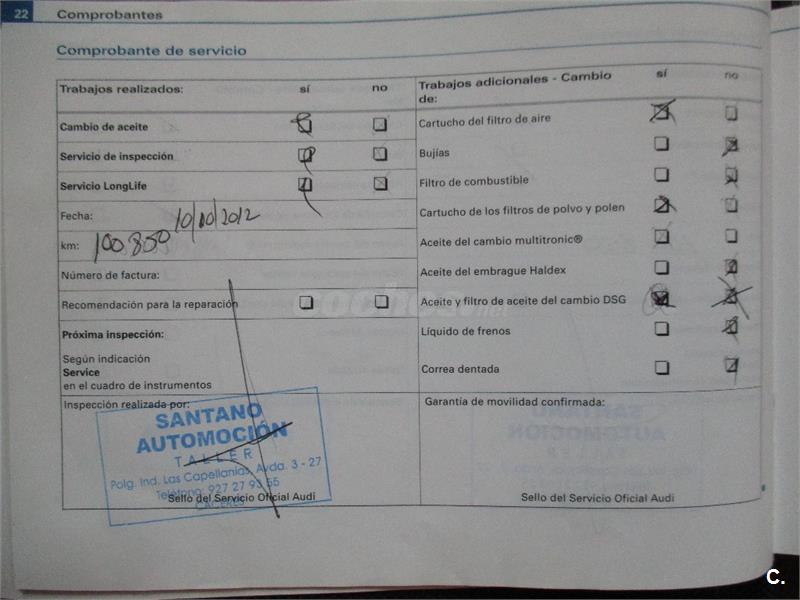 22 Comprobantes
Comprobante de servicio
Trabajos realizados: sí no
Cambio de aceite
Servicio de inspección
Servicio LongLife
Fecha: 10/10/2012
km: 100.850
Número de factura:
Recomendación para la reparación
Próxima inspección:
Según indicación
Service
en el cuadro de instrumentos
Inspección realizada por:
SANTANO
AUTOMOCIÓN
TALLER
Polg. Ind. Las Capellanías, Avda. 3 - 27
Teléfono: 927 27 93 55
CÁCERES
Sello del Servicio Oficial Audi
Trabajos adicionales - Cambio sí no
de:
Cartucho del filtro de aire
Bujías
Filtro de combustible
Cartucho de los filtros de polvo y polen
Aceite del cambio multitronic®
Aceite del embrague Haldex
Aceite y filtro de aceite del cambio DSG
Líquido de frenos
Correa dentada
Garantía de movilidad confirmada:
Sello del Servicio Oficial Audi
coches.net
C.